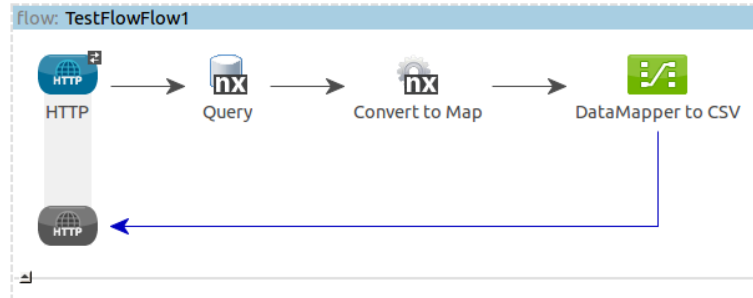 flow: TestFlowFlow1
HTTP
nx
nx
HTTP
Query
Convert to Map
DataMapper to CSV
HTTP